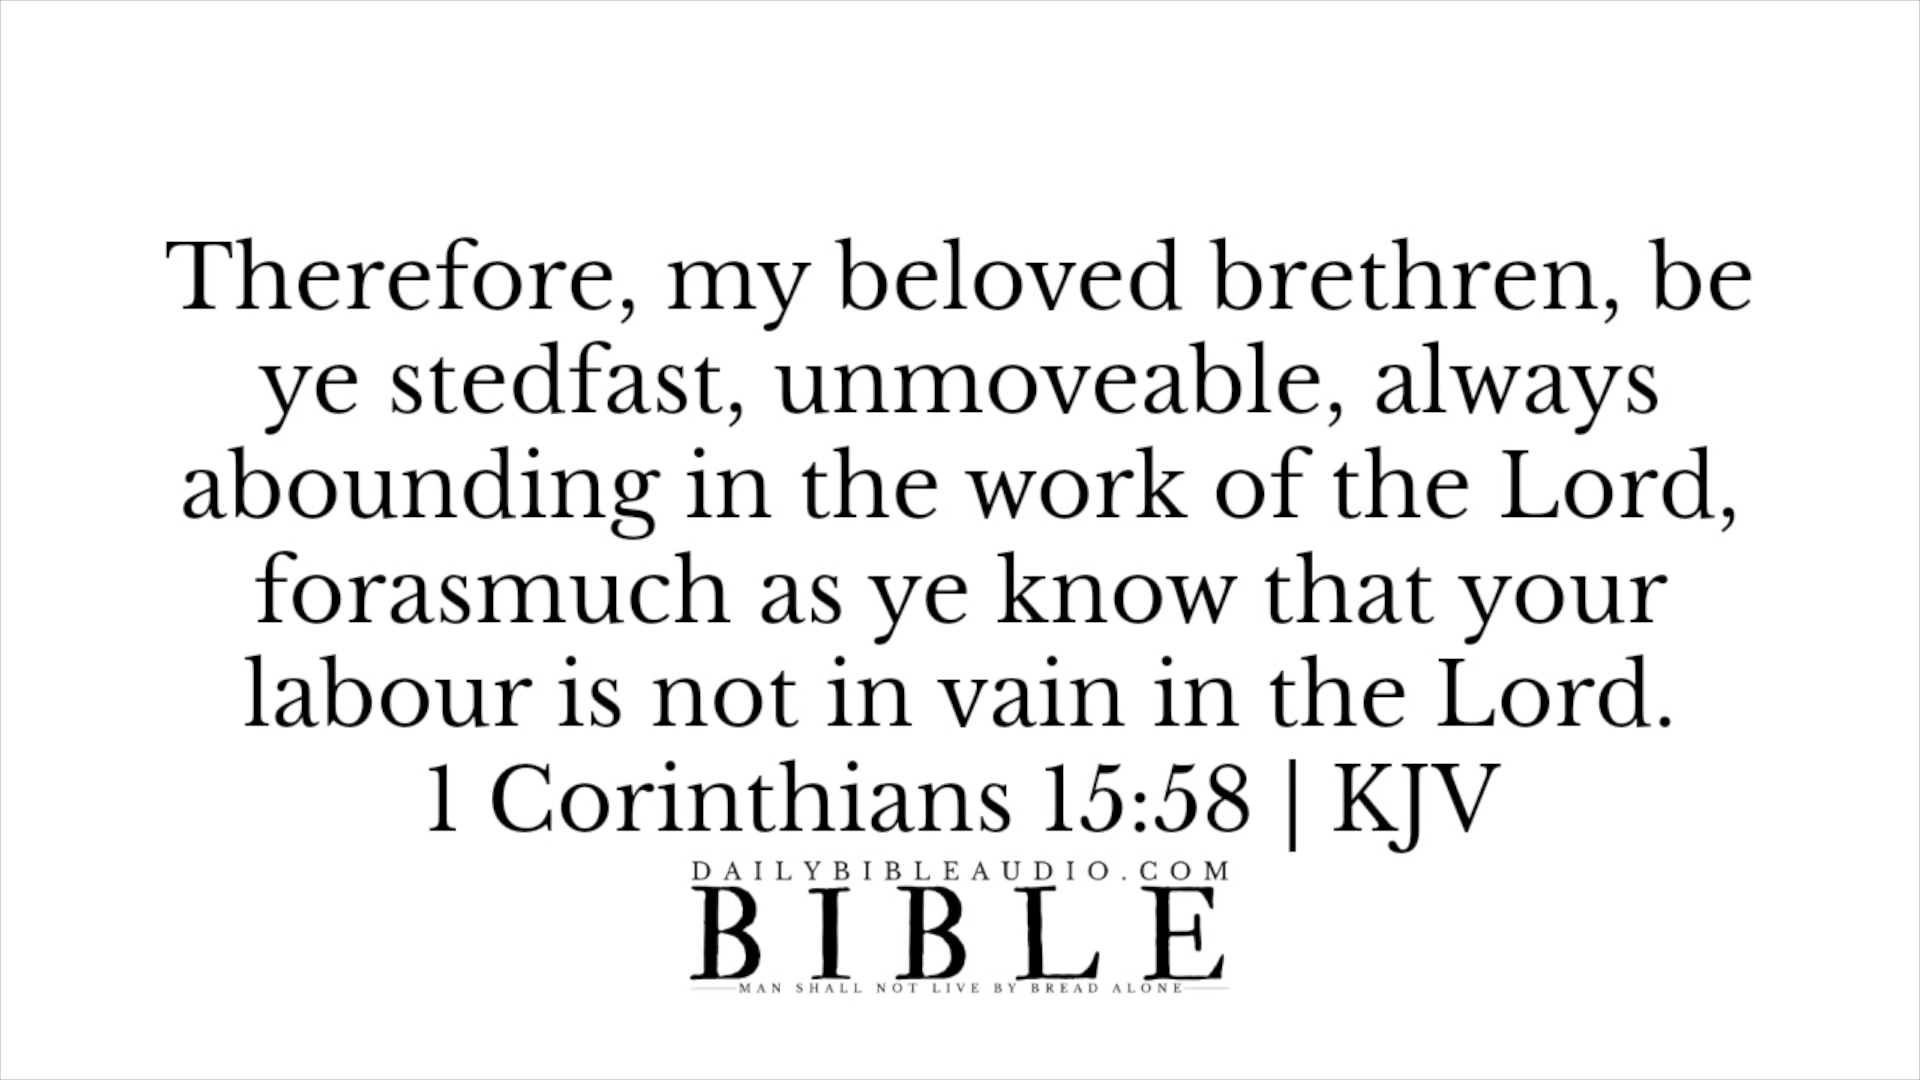 Therefore, my beloved brethren, be
ye stedfast, unmoveable, always
abounding in the work of the Lord,
forasmuch as ye know that your
labour is not in vain in the Lord.
1 Corinthians 15:58 | KJV
DAILYBIBLEAUDIO.COM
BIBLE
MAN SHALL NOT LIVE BY BREAD ALONE